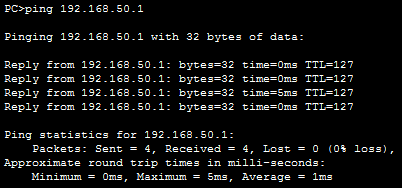 PC>ping 192.168.50.1
Pinging 192.168.50.1 with 32 bytes of data:
Reply from 192.168.50.1: bytes=32 time=0ms TTL=127
Reply from 192.168.50.1: bytes=32 time=0ms TTL=127
Reply from 192.168.50.1: bytes=32 time=5ms TTL=127
Reply from 192.168.50.1: bytes=32 time=0ms TTL=127
Ping statistics for 192.168.50.1:
    Packets: Sent = 4, Received = 4, Lost = 0 (0% loss),
Approximate round trip times in milli-seconds:
    Minimum = 0ms, Maximum = 5ms, Average = 1ms